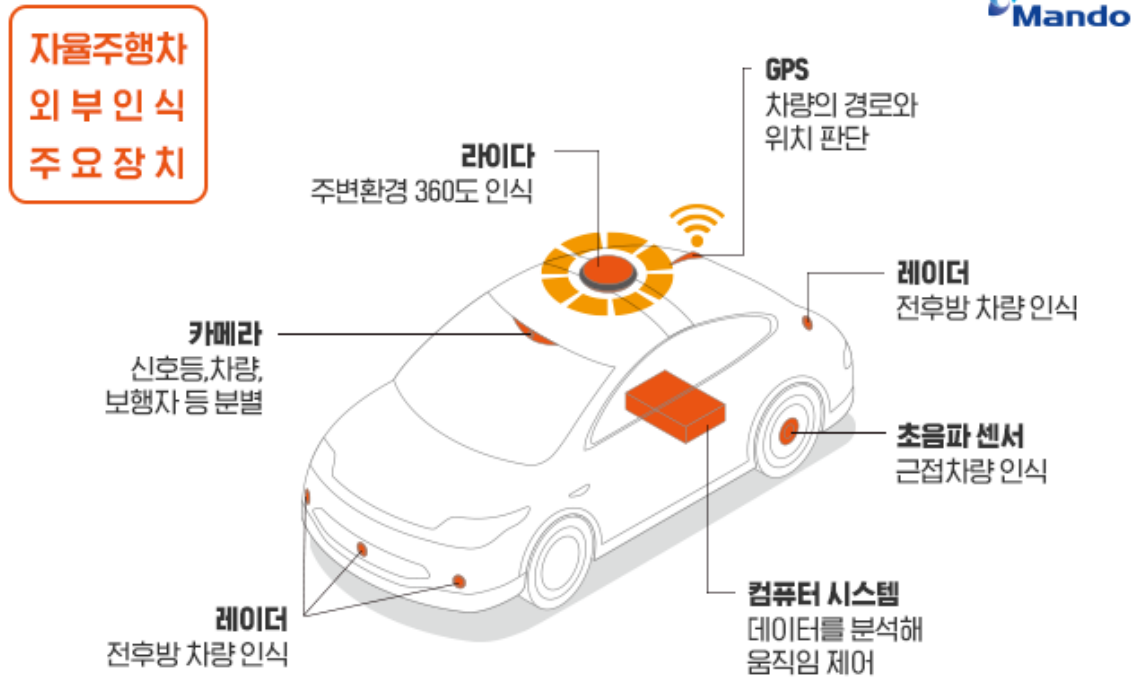 자율주행차
외부인식
주요장치
Mando
GPS
차량의 경로와
위치 판단
라이다
주변환경 360도 인식
레이더
전후방 차량 인식
카메라
신호등,차량,
보행자 등 분별
초음파 센서
근접차량 인식
컴퓨터 시스템
데이터를 분석해
움직임 제어
레이더
전후방 차량 인식